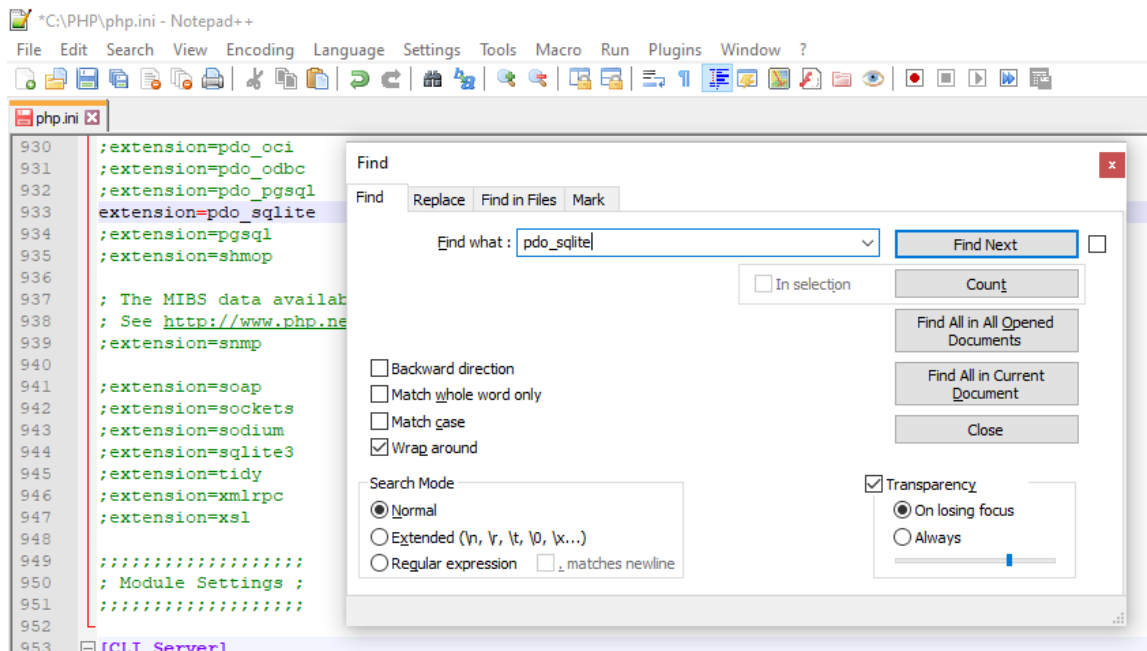 *C:\PHP\php.ini - Notepad++
File Edit Search View Encoding Language Settings Tools Macro Run Plugins Window ?
php.ini
930 ;extension=pdo_oci
931 ;extension=pdo_odbc
932 ;extension=pdo_pgsql
933 extension=pdo_sqlite
934 ;extension=pgsql
935 ;extension=shmop
936
937 ; The MIBS data availab
938 ; See http://www.php.ne
939 ;extension=snmp
940
941 ;extension=soap
942 ;extension=sockets
943 ;extension=sodium
944 ;extension=sqlite3
945 ;extension=tidy
946 ;extension=xmlrpc
947 ;extension=xsl
948
949 ;;;;;;;;;;;;;;;;;;;
950 ; Module Settings ;
951 ;;;;;;;;;;;;;;;;;;;
952
953 [CLI Server]
Find
x
Find Replace Find in Files Mark
Find what : pdo_sqlite
Find Next
In selection
Count
Find All in All Opened
Documents
Find All in Current
Document
Close
Backward direction
Match whole word only
Match case
Wrap around
Search Mode
Normal
Extended (\n, \r, \t, \0, \x...)
Regular expression
. matches newline
Transparency
On losing focus
Always